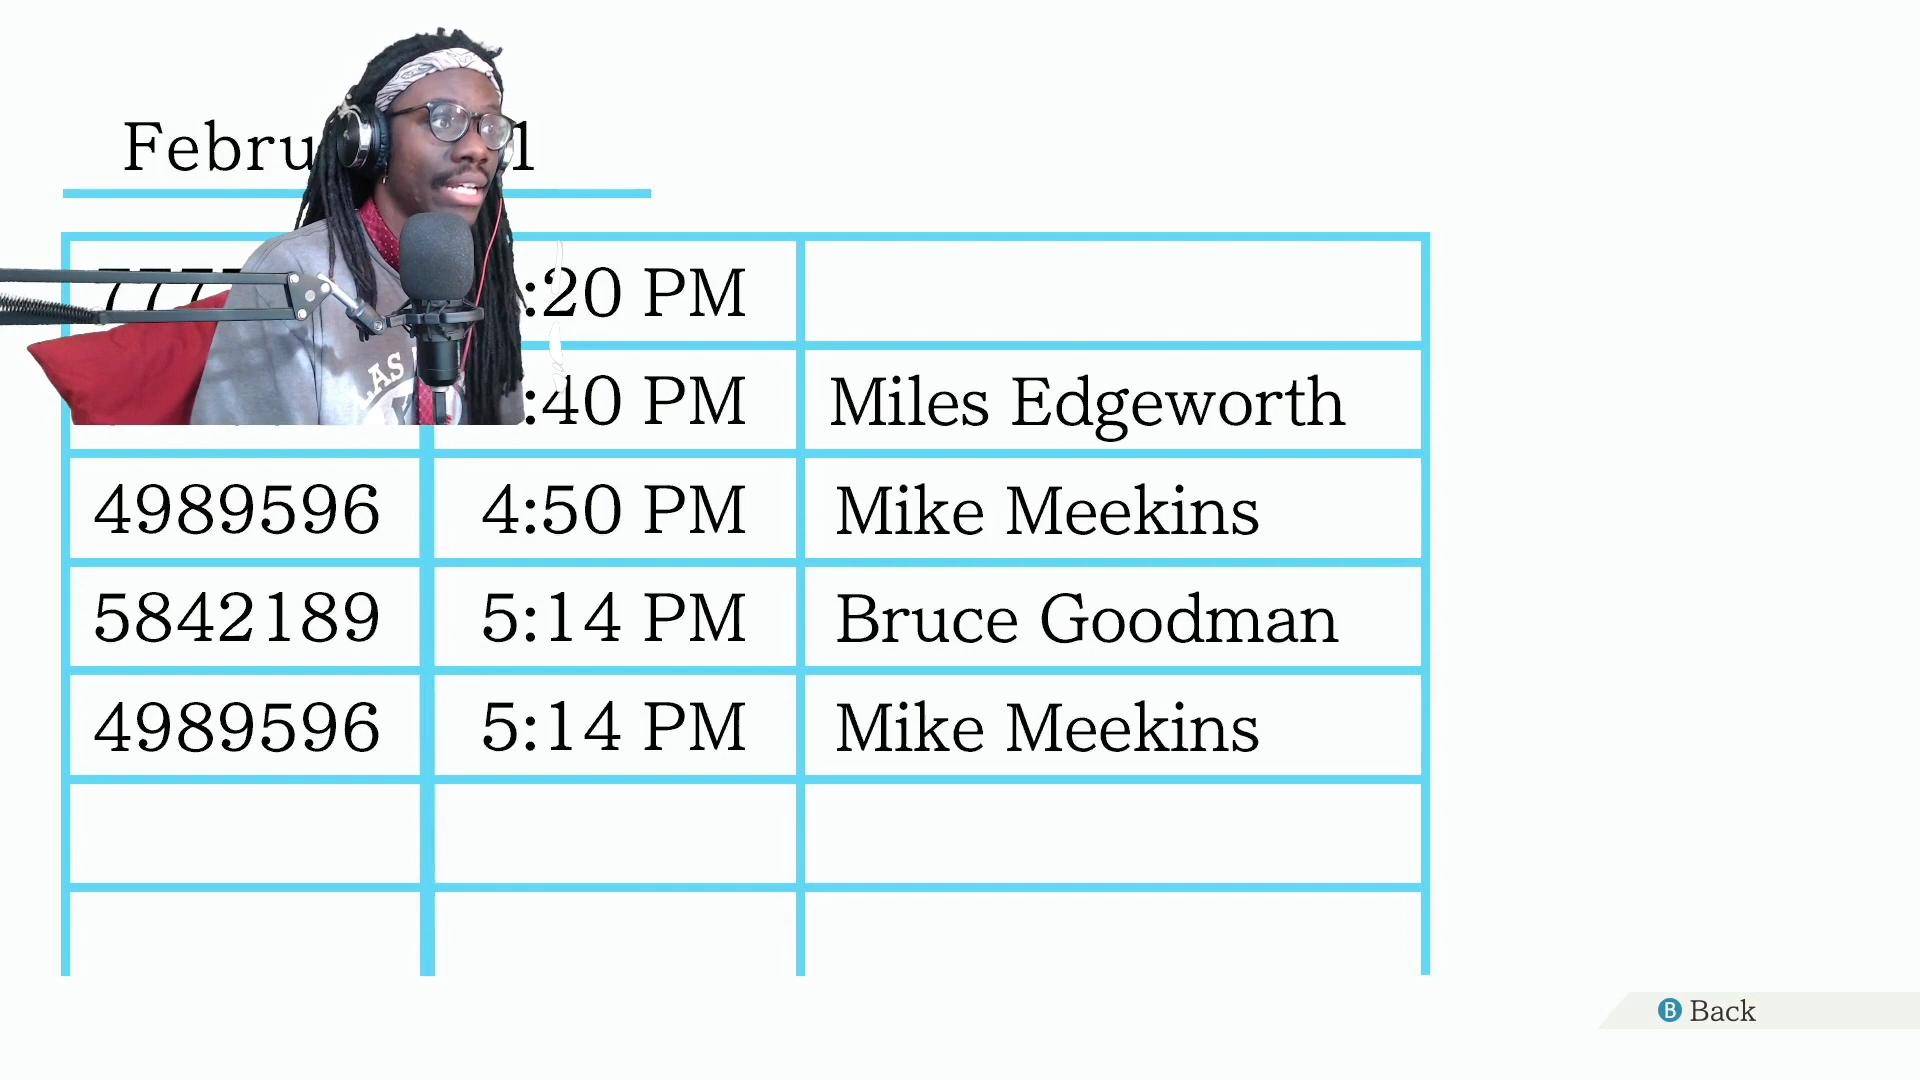 :20 PM
:40 PM Miles Edgeworth
4989596 4:50 PM Mike Meekins
5842189 5:14 PM Bruce Goodman
4989596 5:14 PM Mike Meekins
B Back